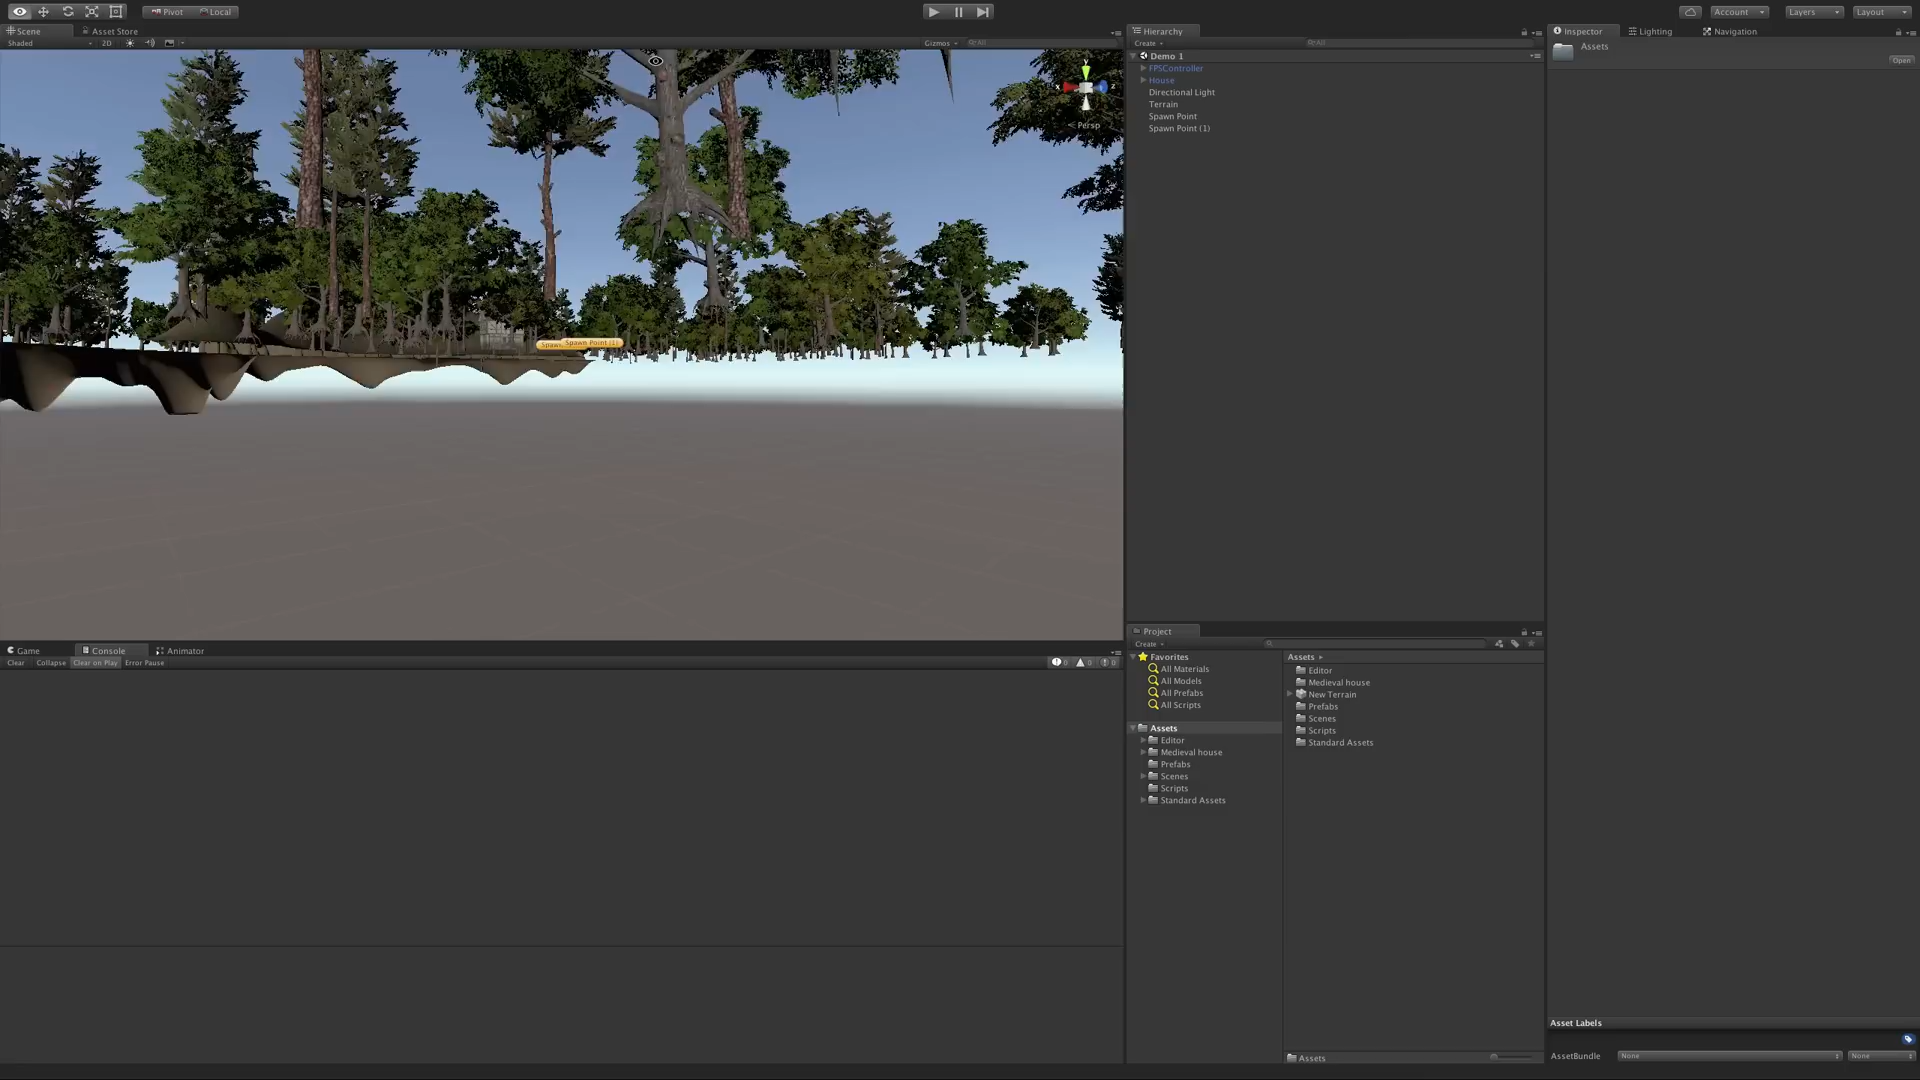 Pivot Local
Account Layers Layout
Scene Asset Store
Shaded 2D Gizmos All
y
x z
Persp
Spawn Spawn Point (1)
Hierarchy
Create All
Demo 1
FPSController
House
Directional Light
Terrain
Spawn Point
Spawn Point (1)
Inspector Lighting Navigation
Assets
Open
Game Console Animator
Clear Collapse Clear on Play Error Pause 0 0 0
Project
Create
Favorites
All Materials
All Models
All Prefabs
All Scripts
Assets
Editor
Medieval house
Prefabs
Scenes
Scripts
Standard Assets
Assets
Editor
Medieval house
New Terrain
Prefabs
Scenes
Scripts
Standard Assets
Assets
Asset Labels
AssetBundle None None